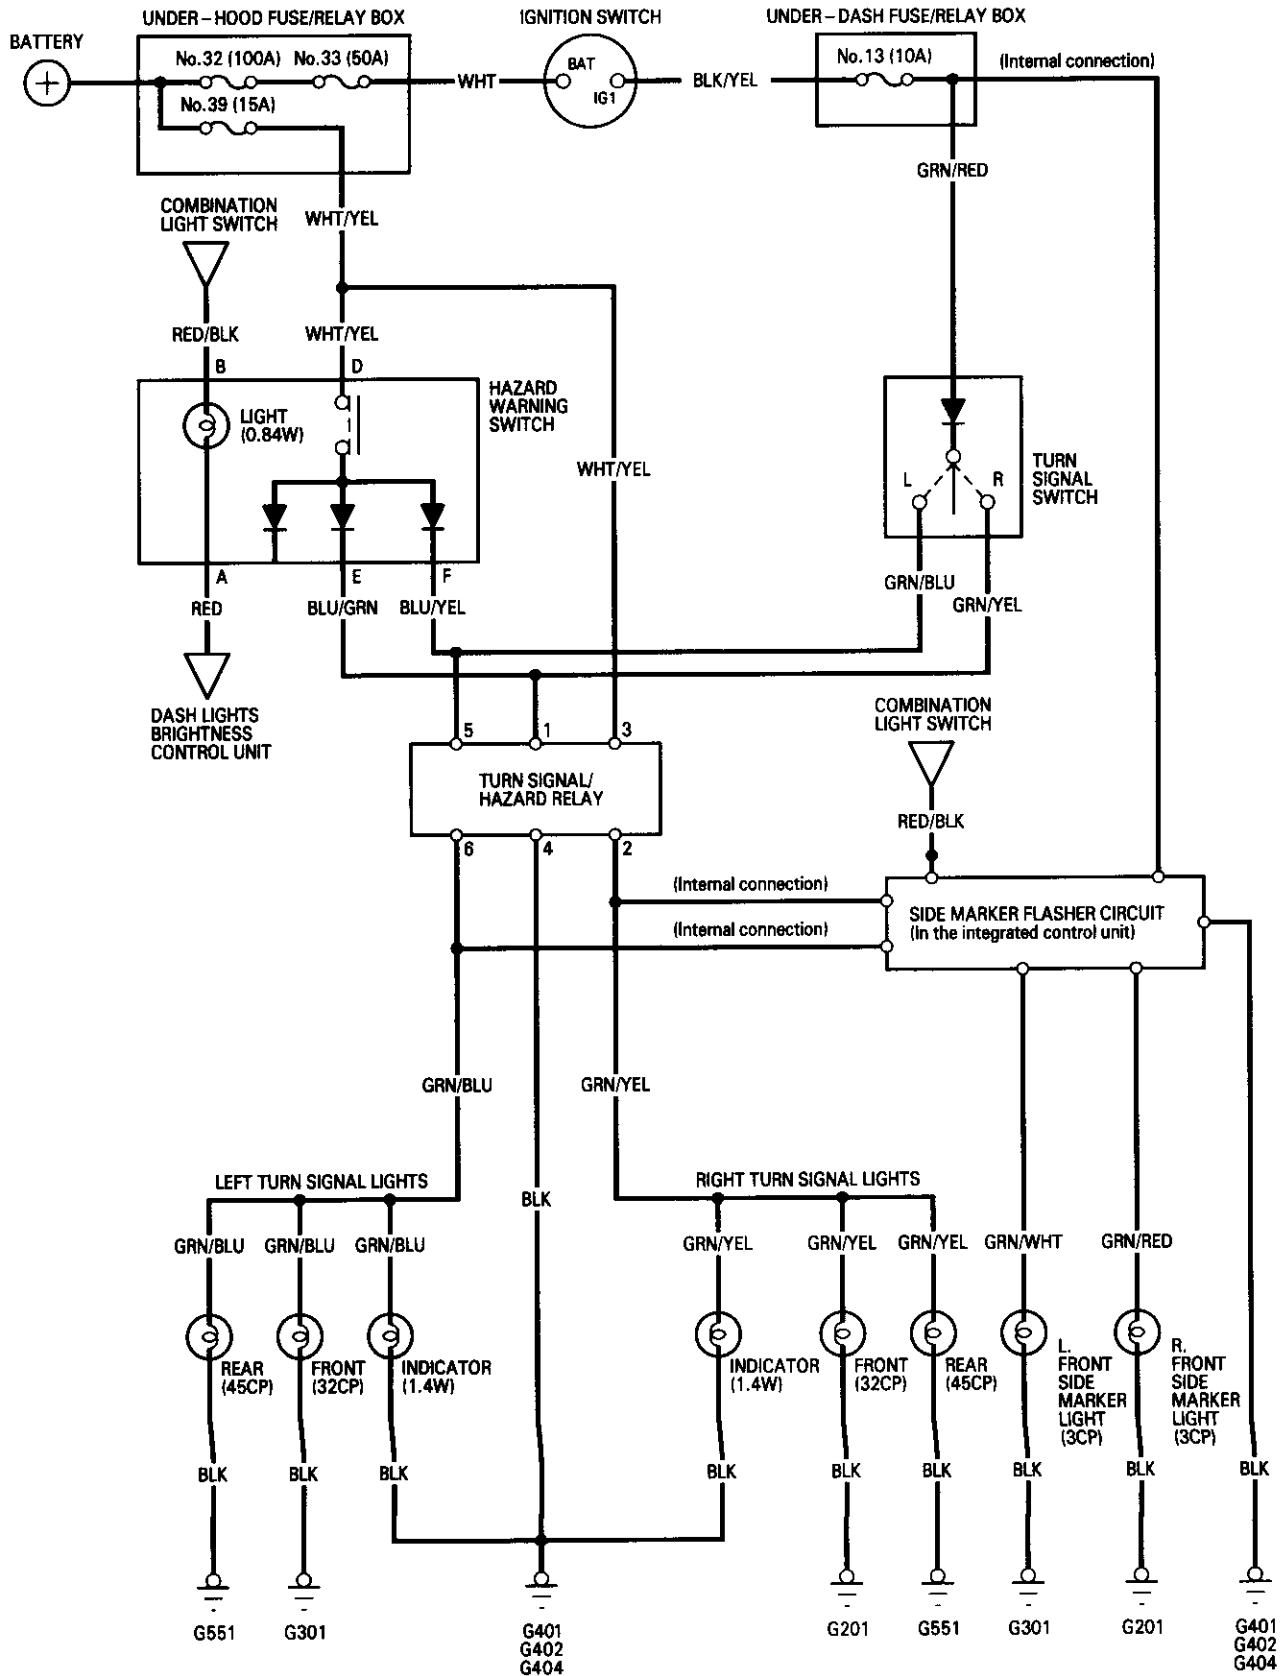 UNDER-HOOD FUSE/RELAY BOX
IGNITION SWITCH
UNDER-DASH FUSE/RELAY BOX
BATTERY
No.32 (100A)
No.33 (50A)
No.39 (15A)
WHT
BAT
IG1
BLK/YEL
No.13 (10A)
(Internal connection)
GRN/RED
COMBINATION
LIGHT SWITCH
WHT/YEL
RED/BLK
WHT/YEL
B
D
LIGHT
(0.84W)
HAZARD
WARNING
SWITCH
WHT/YEL
L
R
TURN
SIGNAL
SWITCH
A
E
F
RED
BLU/GRN
BLU/YEL
GRN/BLU
GRN/YEL
DASH LIGHTS
BRIGHTNESS
CONTROL UNIT
5
1
3
TURN SIGNAL/
HAZARD RELAY
6
4
2
COMBINATION
LIGHT SWITCH
RED/BLK
(Internal connection)
(Internal connection)
SIDE MARKER FLASHER CIRCUIT
(In the integrated control unit)
GRN/BLU
GRN/YEL
LEFT TURN SIGNAL LIGHTS
BLK
RIGHT TURN SIGNAL LIGHTS
GRN/BLU
GRN/BLU
GRN/BLU
GRN/YEL
GRN/YEL
GRN/YEL
GRN/WHT
GRN/RED
REAR
(45CP)
FRONT
(32CP)
INDICATOR
(1.4W)
INDICATOR
(1.4W)
FRONT
(32CP)
REAR
(45CP)
L.
FRONT
SIDE
MARKER
LIGHT
(3CP)
R.
FRONT
SIDE
MARKER
LIGHT
(3CP)
BLK
BLK
BLK
BLK
BLK
BLK
BLK
BLK
BLK
G551
G301
G401
G402
G404
G201
G551
G301
G201
G401
G402
G404